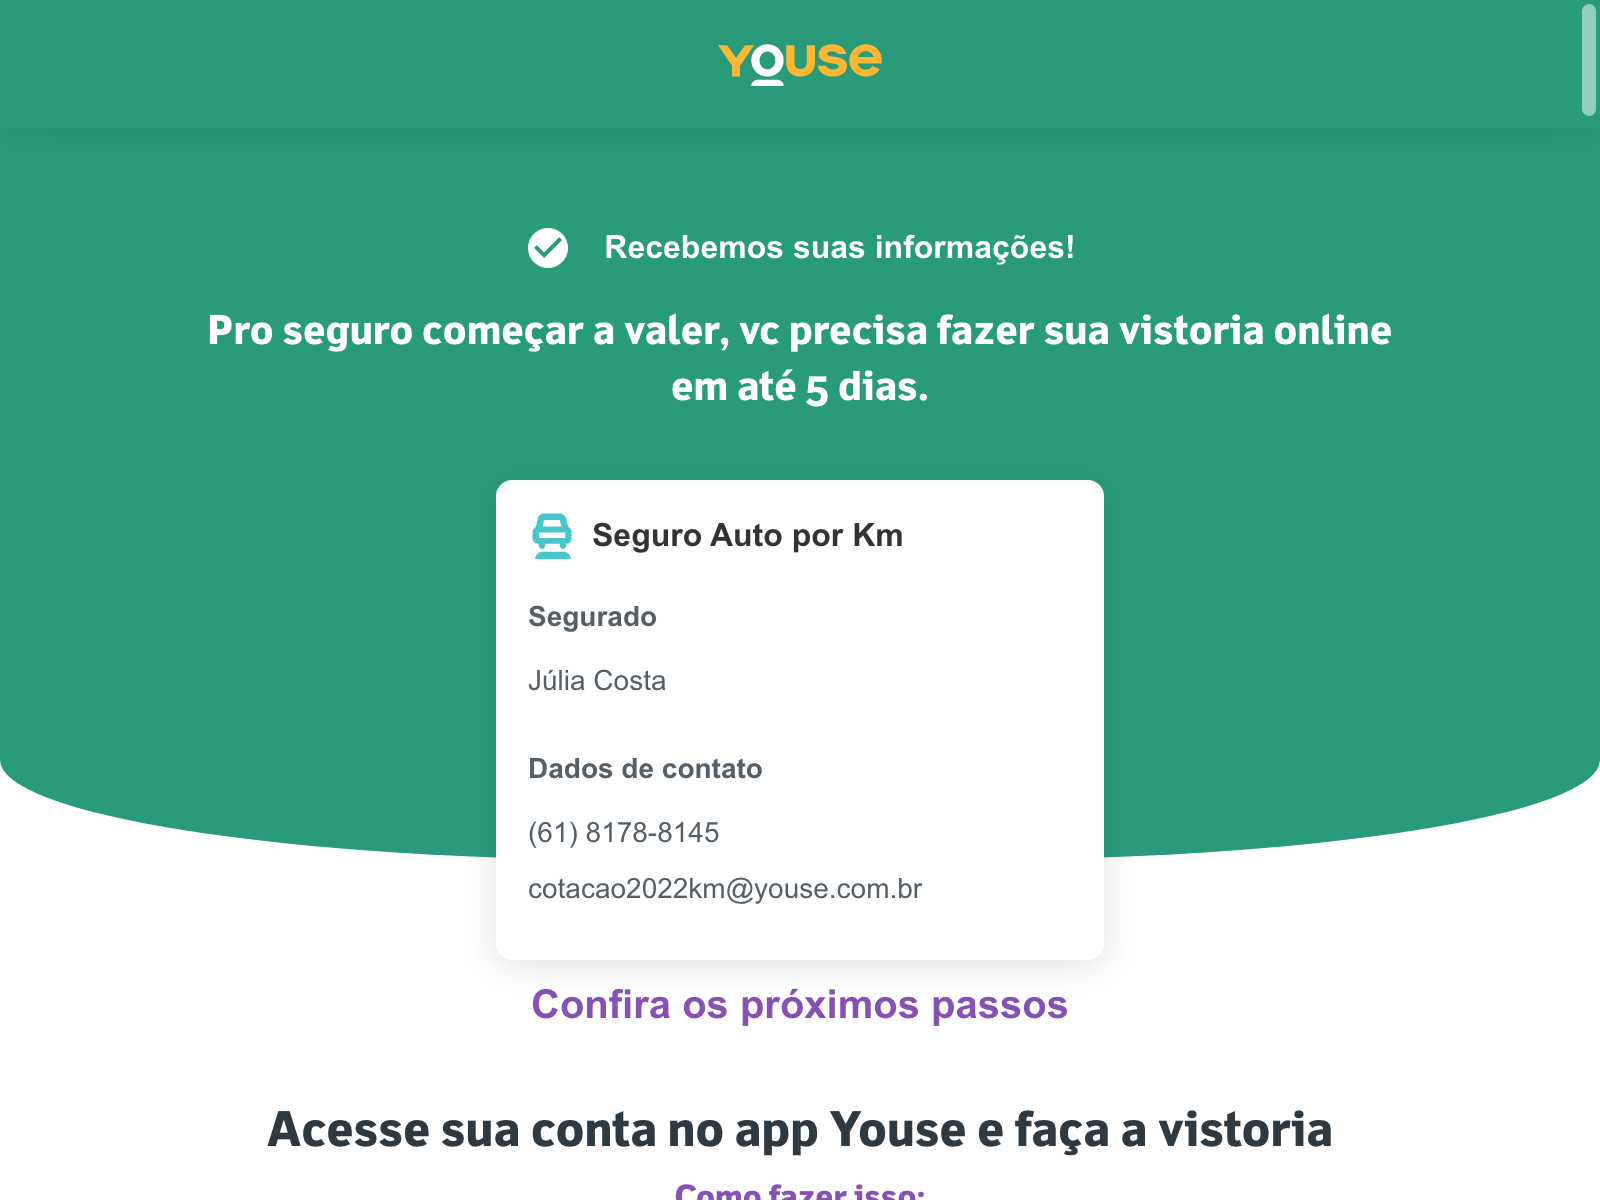 Youse
Recebemos suas informações!
Pro seguro começar a valer, vc precisa fazer sua vistoria online
em até 5 dias.
Seguro Auto por Km
Segurado
Júlia Costa
Dados de contato
(61) 8178-8145
cotacao2022km@youse.com.br
Confira os próximos passos
Acesse sua conta no app Youse e faça a vistoria
Como fazer isso: